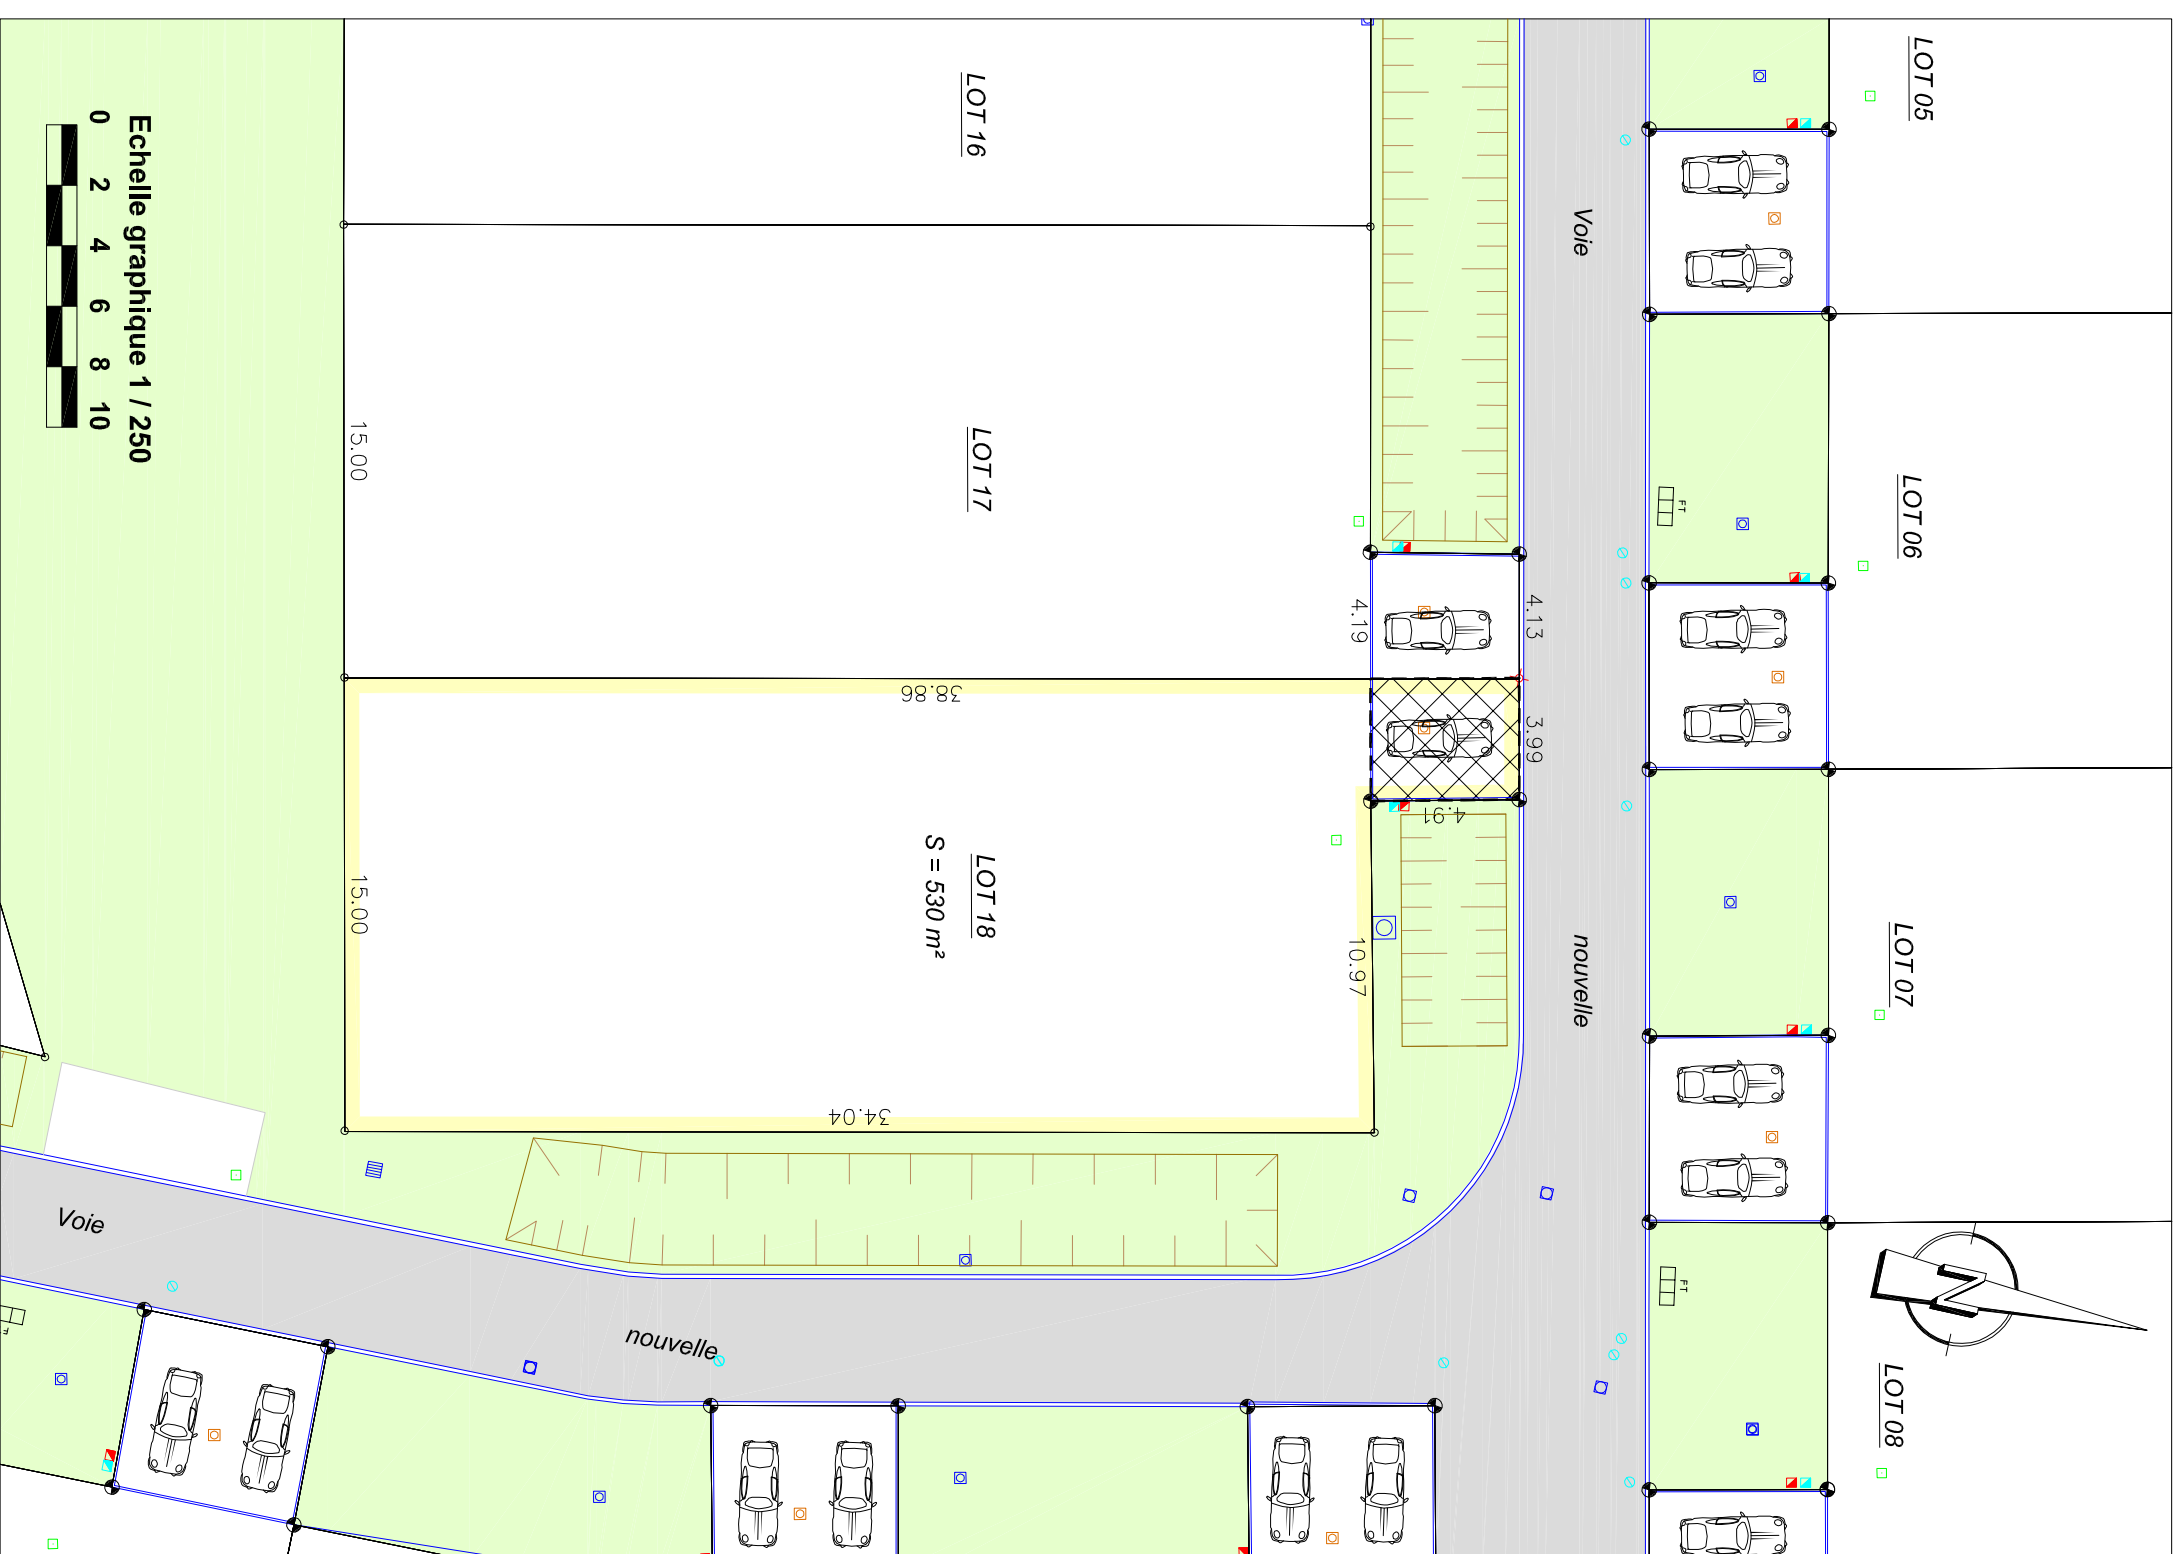 LOT 05
LOT 16
Voie
Echelle graphique 1 / 250
0 2 4 6 8 10
LOT 17
LOT 06
FT
15.00
4.19
4.13
38.86
3.99
4.91
LOT 18
S = 530 m²
15.00
10.97
nouvelle
LOT 07
34.04
Voie
nouvelle
FT
N
LOT 08